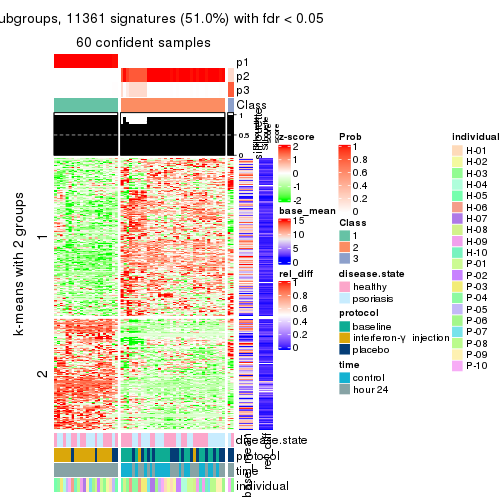 ubgroups, 11361 signatures (51.0%) with fdr < 0.05
60 confident samples
p1
p2
p3
Class
1
0.5
0
silhouette
score
k-means with 2 groups
1
2
disease.state
protocol
time
individual
base_mean
rel_diff
z-score
2
1
0
-1
-2
base_mean
15
10
5
0
rel_diff
1
0.8
0.6
0.4
0.2
0
Prob
1
0.8
0.6
0.4
0.2
0
Class
1
2
3
disease.state
healthy
psoriasis
protocol
baseline
interferon-γ injection
placebo
time
control
hour 24
individual
H-01
H-02
H-03
H-04
H-05
H-06
H-07
H-08
H-09
H-10
P-01
P-02
P-03
P-04
P-05
P-06
P-07
P-08
P-09
P-10